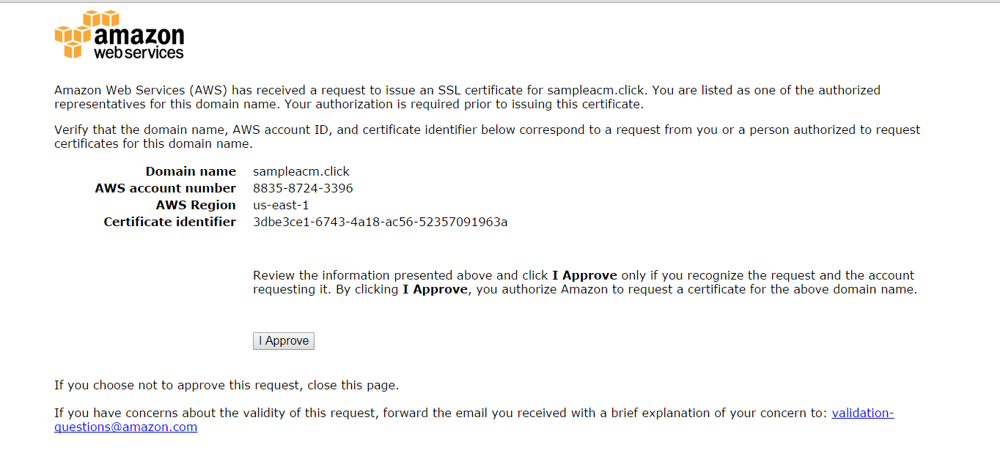 amazon
web services
Amazon Web Services (AWS) has received a request to issue an SSL certificate for sampleacm.click. You are listed as one of the authorized
representatives for this domain name. Your authorization is required prior to issuing this certificate.
Verify that the domain name, AWS account ID, and certificate identifier below correspond to a request from you or a person authorized to request
certificates for this domain name.
Domain name sampleacm.click
AWS account number 8835-8724-3396
AWS Region us-east-1
Certificate identifier 3dbe3ce1-6743-4a18-ac56-52357091963a
Review the information presented above and click I Approve only if you recognize the request and the account
requesting it. By clicking I Approve, you authorize Amazon to request a certificate for the above domain name.
I Approve
If you choose not to approve this request, close this page.
If you have concerns about the validity of this request, forward the email you received with a brief explanation of your concern to: validation-
questions@amazon.com